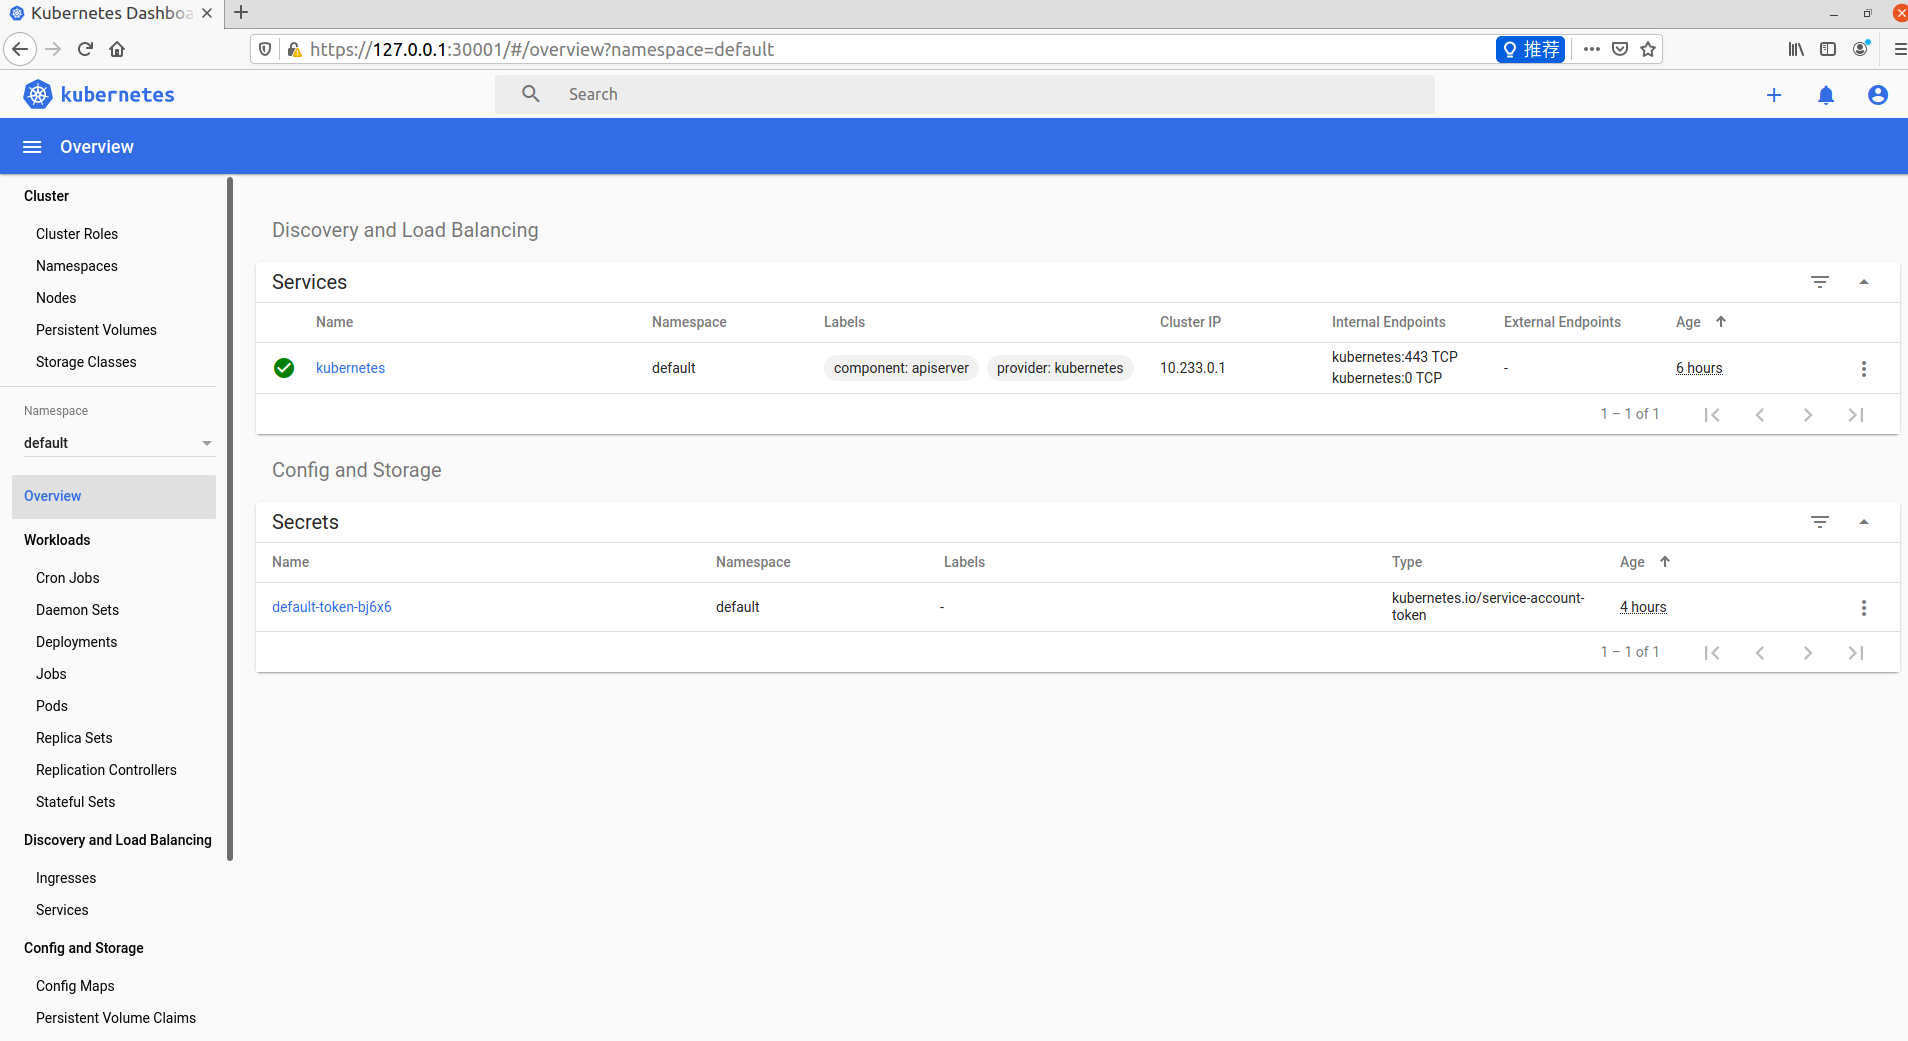 Kubernetes Dashboa
https://127.0.0.1:30001/#/overview?namespace=default
推荐
kubernetes
Search
Overview
Cluster
Cluster Roles
Namespaces
Nodes
Persistent Volumes
Storage Classes
Namespace
default
Overview
Workloads
Cron Jobs
Daemon Sets
Deployments
Jobs
Pods
Replica Sets
Replication Controllers
Stateful Sets
Discovery and Load Balancing
Ingresses
Services
Config and Storage
Config Maps
Persistent Volume Claims
Discovery and Load Balancing
Services
Name Namespace Labels Cluster IP Internal Endpoints External Endpoints Age
kubernetes default component: apiserver provider: kubernetes 10.233.0.1 kubernetes:443 TCP - 6 hours
kubernetes:0 TCP
1 – 1 of 1
Config and Storage
Secrets
Name Namespace Labels Type Age
default-token-bj6x6 default - kubernetes.io/service-account- 4 hours
token
1 – 1 of 1